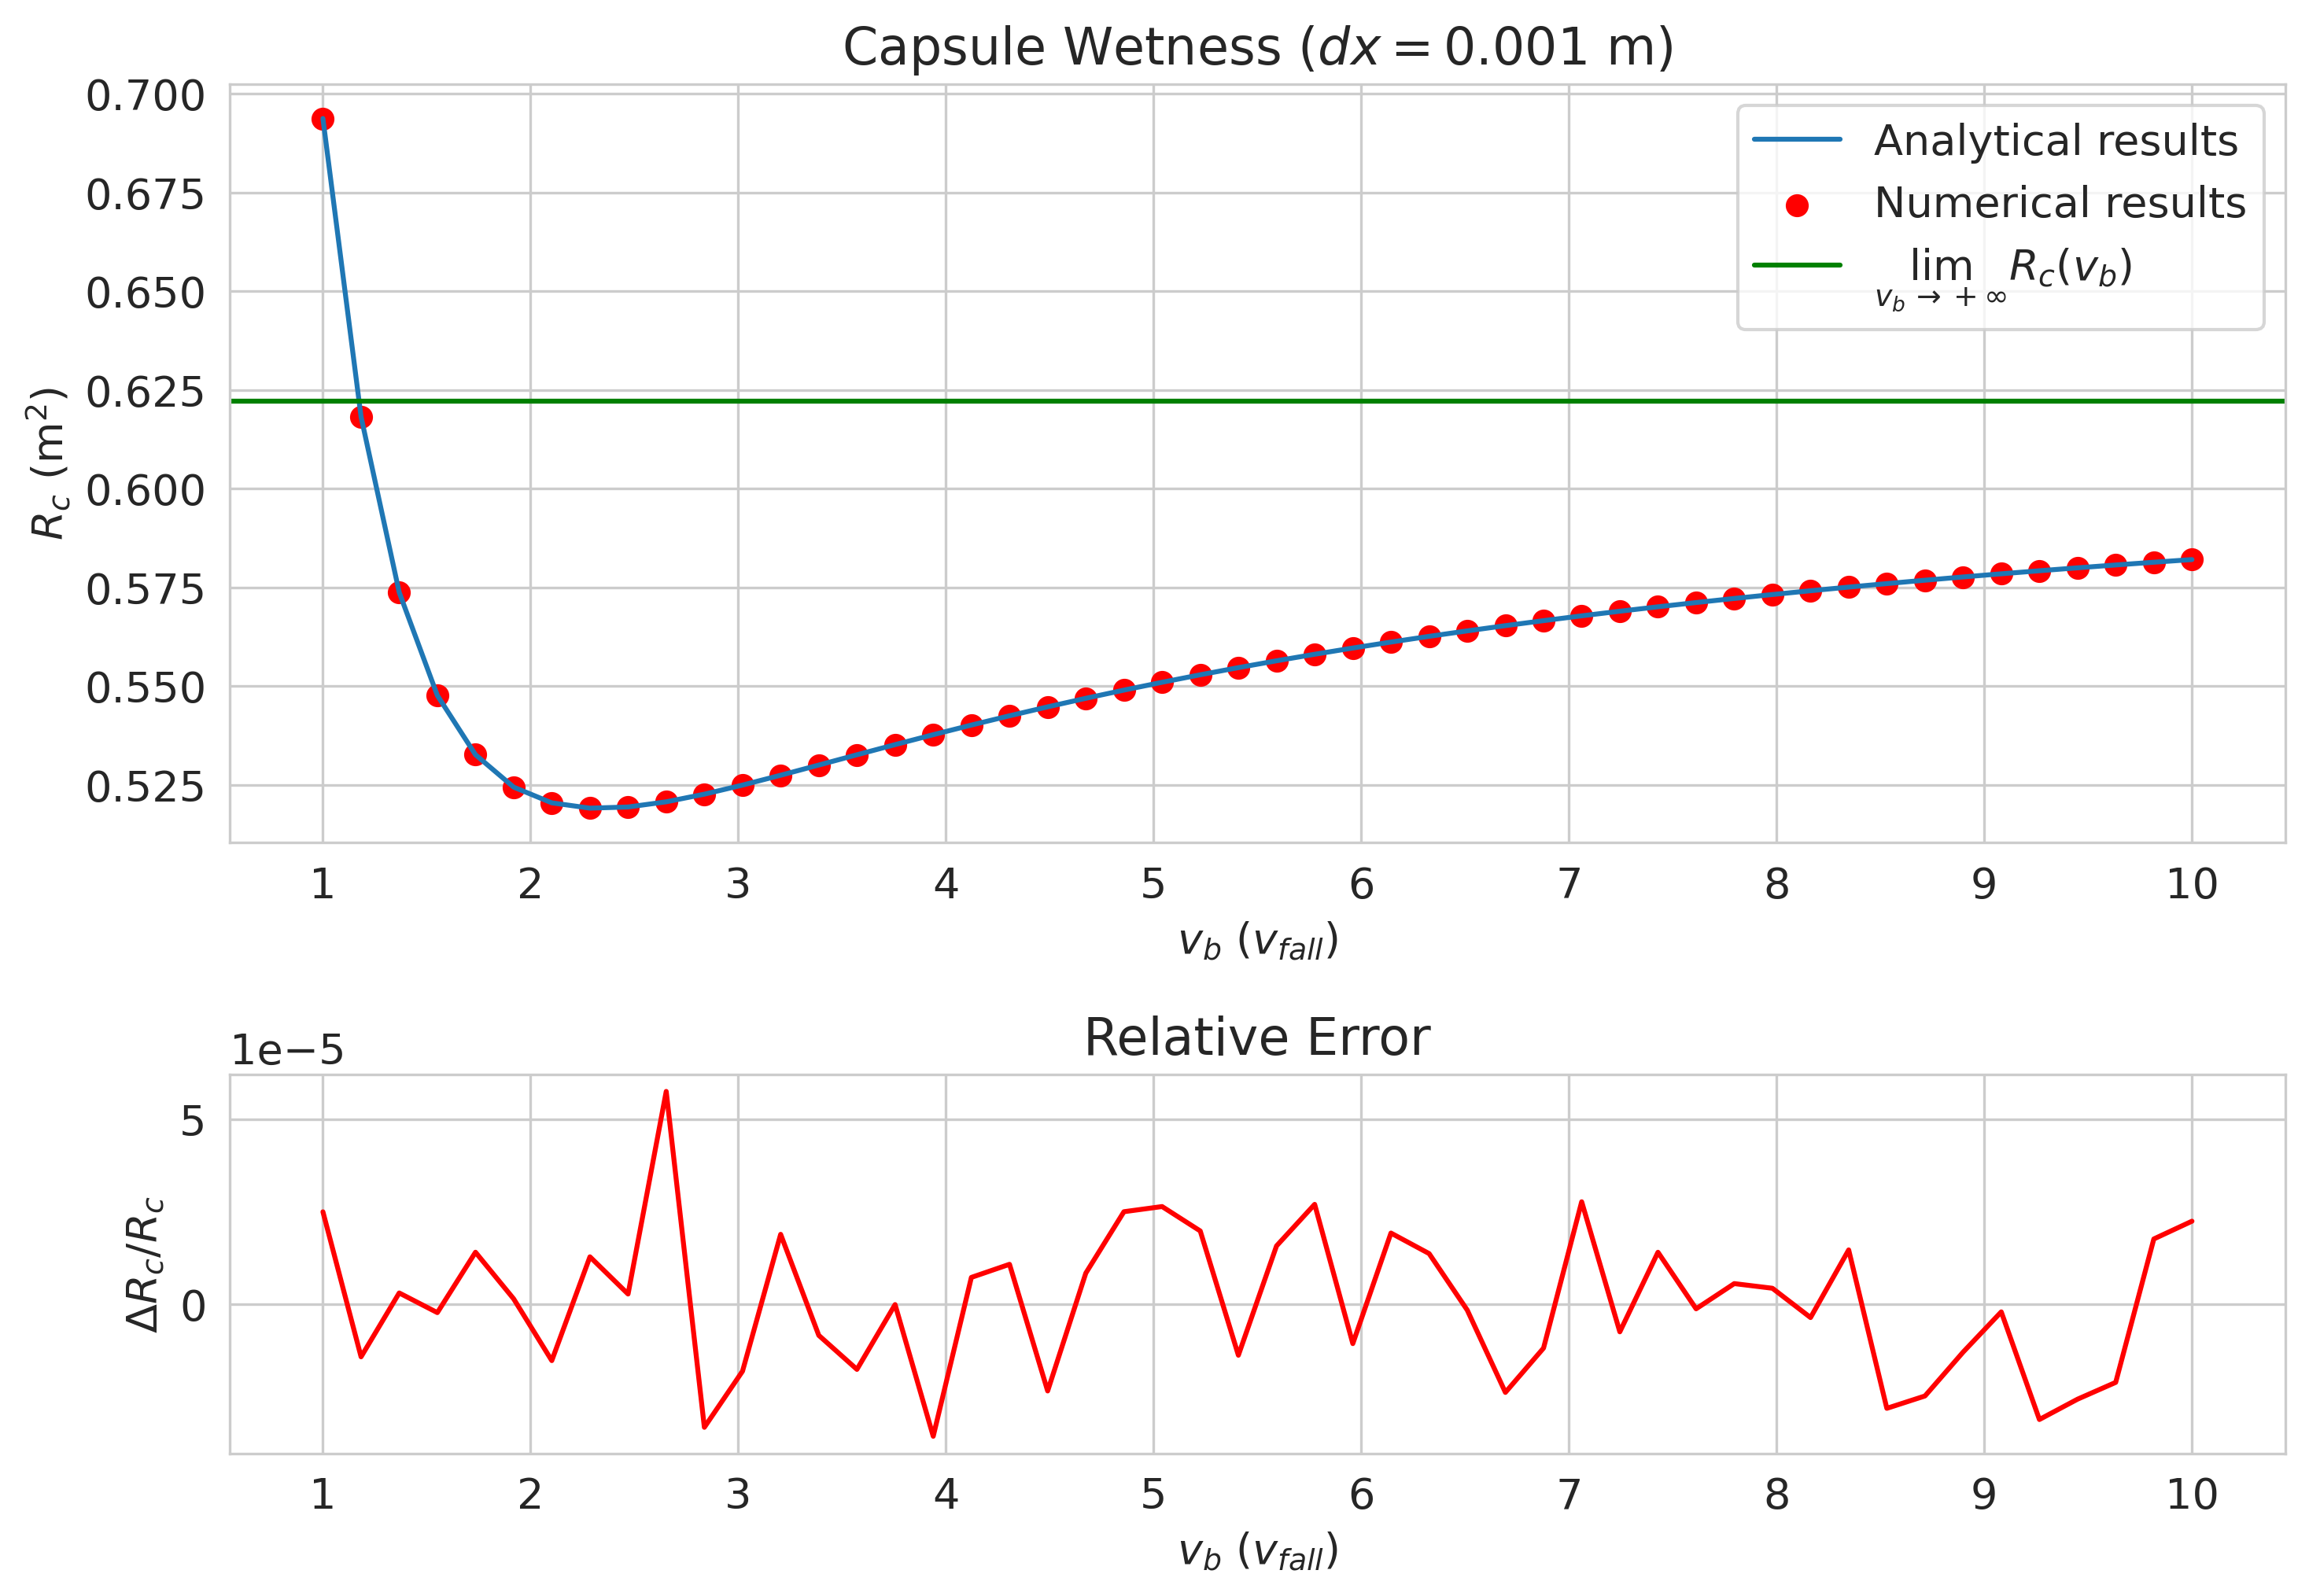 Capsule Wetness (dx = 0.001 m)
0.700
0.675
0.650
0.625
0.600
0.575
0.550
0.525
R_c (m²)
Analytical results
Numerical results
lim R_c(v_b)
v_b → +∞
1 2 3 4 5 6 7 8 9 10
v_b (v_fall)
Relative Error
1e−5
5
0
ΔR_c/R_c
1 2 3 4 5 6 7 8 9 10
v_b (v_fall)